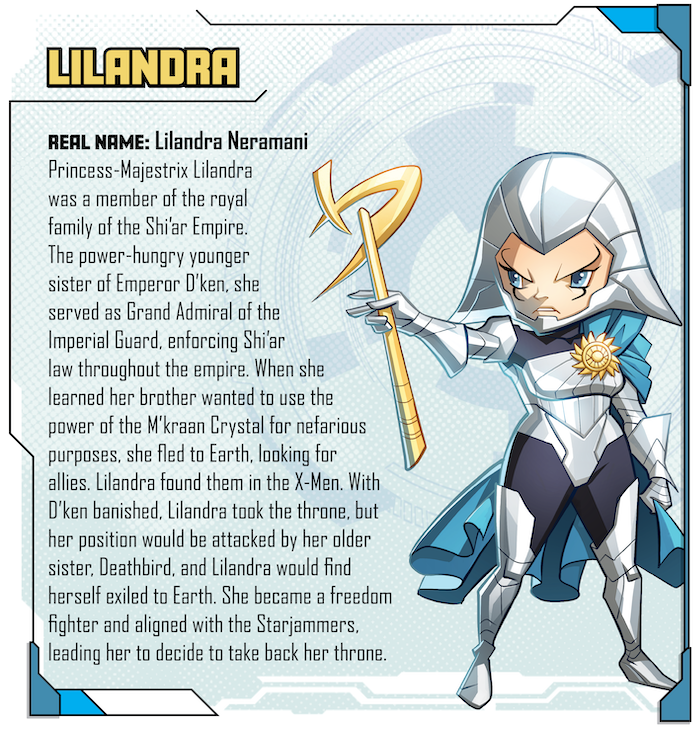 LILANDRA
REAL NAME: Lilandra Neramani
Princess-Majestrix Lilandra
was a member of the royal
family of the Shi'ar Empire.
The power-hungry younger
sister of Emperor D'ken, she
served as Grand Admiral of the
Imperial Guard, enforcing Shi'ar
law throughout the empire. When she
learned her brother wanted to use the
power of the M'kraan Crystal for nefarious
purposes, she fled to Earth, looking for
allies. Lilandra found them in the X-Men. With
D'ken banished, Lilandra took the throne, but
her position would be attacked by her older
sister, Deathbird, and Lilandra would find
herself exiled to Earth. She became a freedom
fighter and aligned with the Starjammers,
leading her to decide to take back her throne.